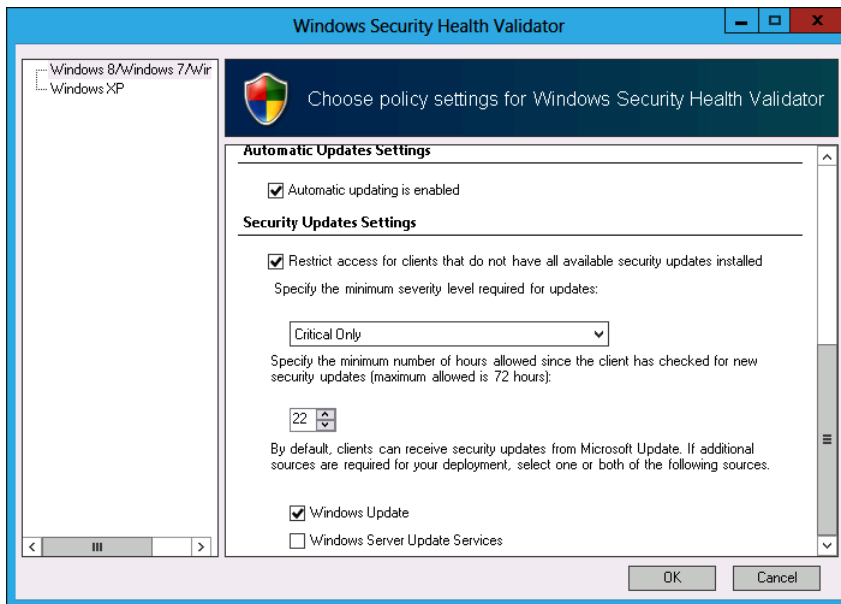 Windows Security Health Validator
Windows 8/Windows 7/Wir
Windows XP
Choose policy settings for Windows Security Health Validator
Automatic Updates Settings
Automatic updating is enabled
Security Updates Settings
Restrict access for clients that do not have all available security updates installed
Specify the minimum severity level required for updates:
Critical Only
Specify the minimum number of hours allowed since the client has checked for new
security updates (maximum allowed is 72 hours):
22
By default, clients can receive security updates from Microsoft Update. If additional
sources are required for your deployment, select one or both of the following sources.
Windows Update
Windows Server Update Services
OK
Cancel